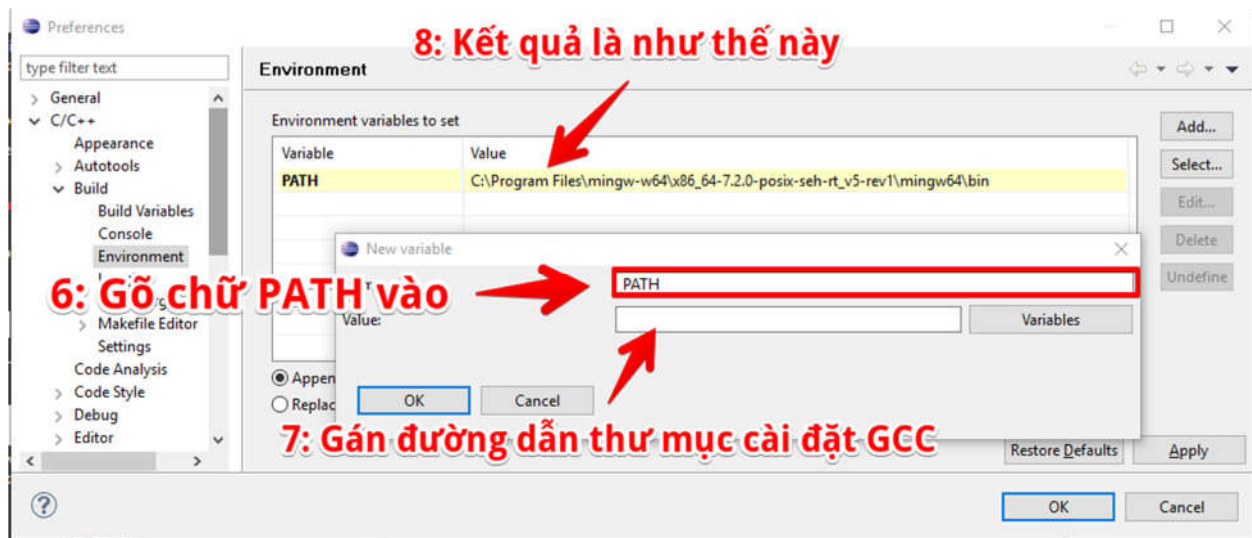 Preferences
8: Kết quả là như thế này
type filter text
Environment
General
C/C++
Appearance
Autotools
Build
Build Variables
Console
Environment
Makefile Editor
Settings
Code Analysis
Code Style
Debug
Editor
Environment variables to set
Variable Value
PATH C:\Program Files\mingw-w64\x86_64-7.2.0-posix-seh-rt_v5-rev1\mingw64\bin
Add...
Select...
Edit...
Delete
Undefine
New variable
6: Gõ chữ PATH vào
PATH
Value:
Variables
OK Cancel
7: Gán đường dẫn thư mục cài đặt GCC
Restore Defaults Apply
OK Cancel